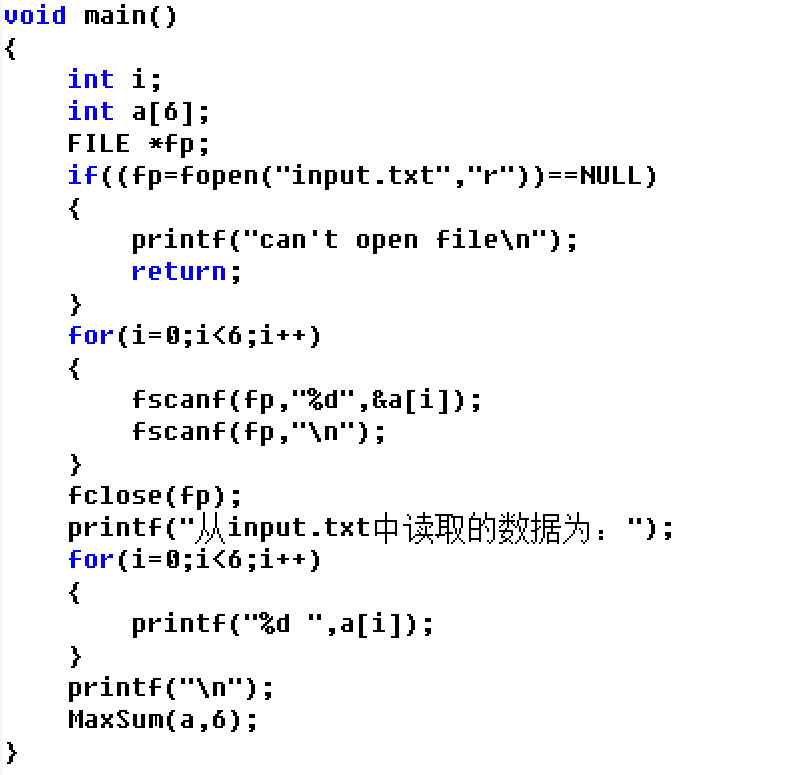 void main()
{
    int i;
    int a[6];
    FILE *fp;
    if((fp=fopen("input.txt","r"))==NULL)
    {
        printf("can't open file\n");
        return;
    }
    for(i=0;i<6;i++)
    {
        fscanf(fp,"%d",&a[i]);
        fscanf(fp,"\n");
    }
    fclose(fp);
    printf("从input.txt中读取的数据为：");
    for(i=0;i<6;i++)
    {
        printf("%d ",a[i]);
    }
    printf("\n");
    MaxSum(a,6);
}